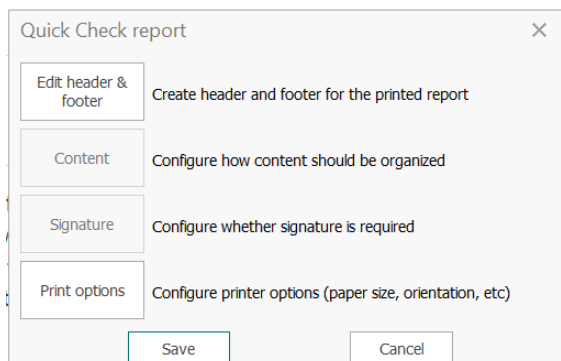 Quick Check report
Edit header &
footer
Create header and footer for the printed report
Content
Configure how content should be organized
Signature
Configure whether signature is required
Print options
Configure printer options (paper size, orientation, etc)
Save
Cancel